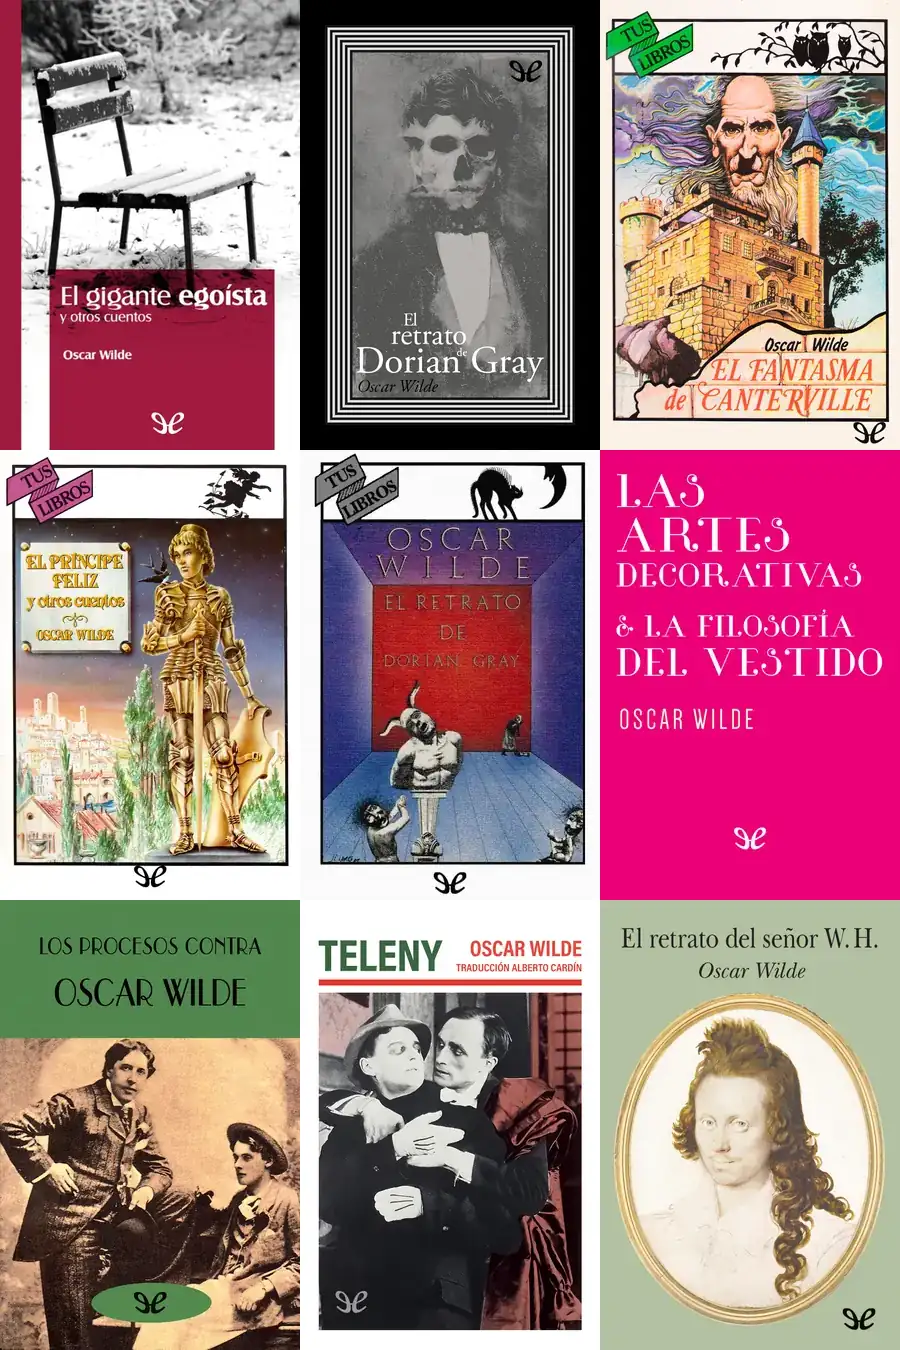 El gigante egoísta
y otros cuentos
Oscar Wilde
El
retrato
de
Dorian Gray
Oscar Wilde
TUS
LIBROS
Oscar Wilde
EL FANTASMA
de CANTERVILLE
TUS
LIBROS
EL PRÍNCIPE
FELIZ
y otros cuentos
OSCAR WILDE
TUS
LIBROS
OSCAR
WILDE
EL RETRATO
DE
DORIAN GRAY
LAS
ARTES
DECORATIVAS
& LA FILOSOFÍA
DEL VESTIDO
OSCAR WILDE
LOS PROCESOS CONTRA
OSCAR WILDE
TELENY
OSCAR WILDE
TRADUCCIÓN ALBERTO CARDÍN
El retrato del señor W. H.
Oscar Wilde